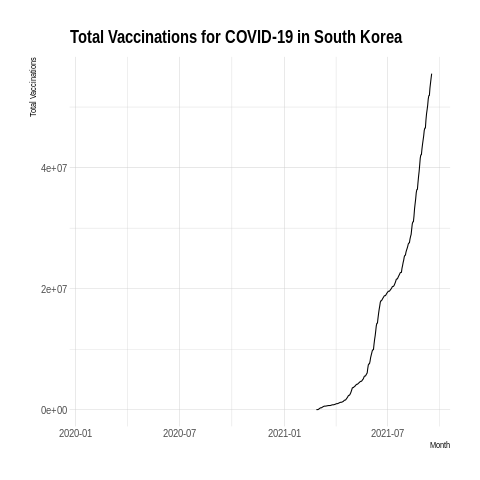 Total Vaccinations for COVID-19 in South Korea
Total Vaccinations
4e+07
2e+07
0e+00
2020-01 2020-07 2021-01 2021-07
Month